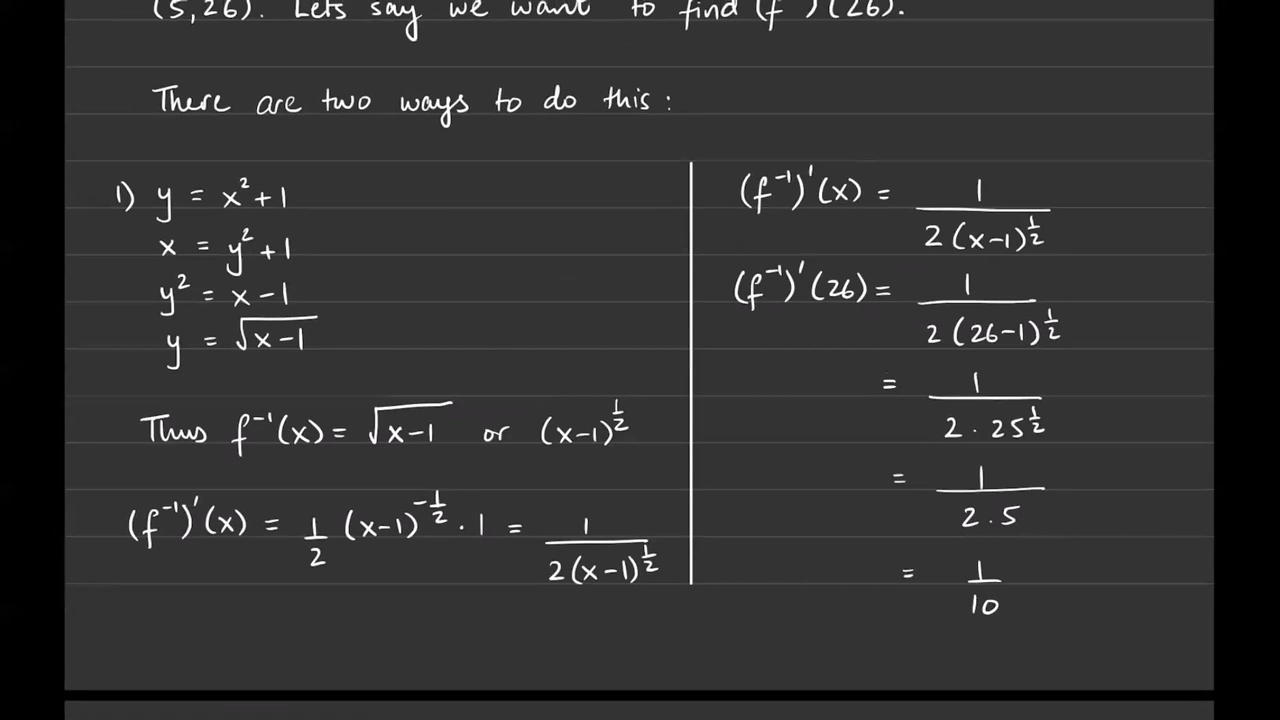 (5,26). Lets say we want to find (f⁻¹)'(26).
There are two ways to do this:
1) y = x² + 1
x = y² + 1
y² = x − 1
y = √(x−1)
Thus f⁻¹(x) = √(x−1) or (x−1)^(1/2)
(f⁻¹)'(x) = 1/2 (x−1)^(−1/2) · 1 = 1/(2(x−1)^(1/2))
(f⁻¹)'(x) = 1/(2(x−1)^(1/2))
(f⁻¹)'(26) = 1/(2(26−1)^(1/2))
= 1/(2 · 25^(1/2))
= 1/(2 · 5)
= 1/10